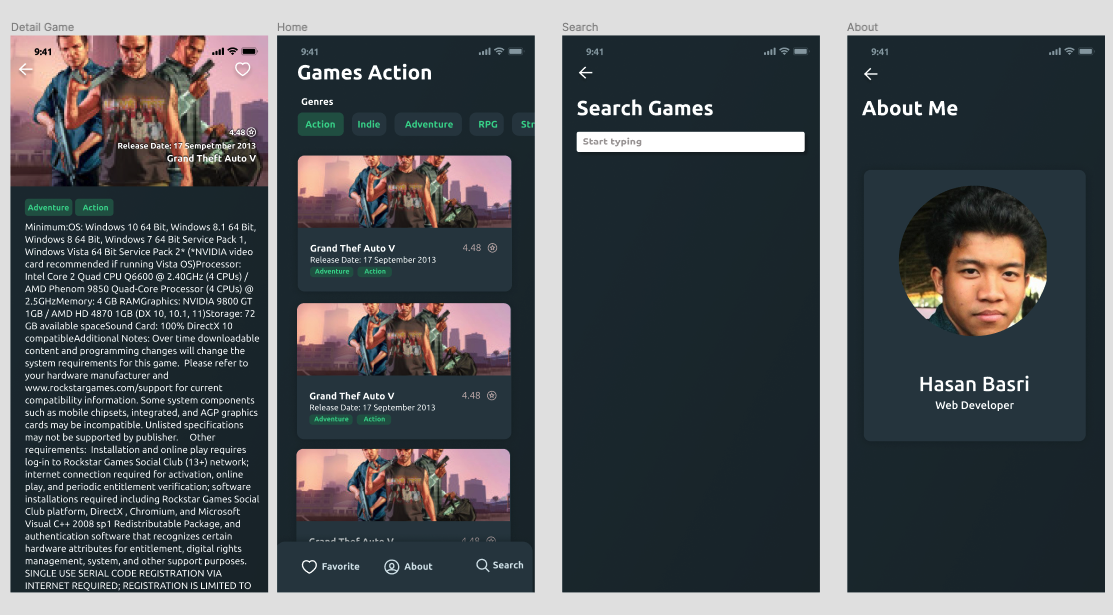 Detail Game
9:41
4.48
Release Date: 17 Sempetmber 2013
Grand Theft Auto V
Adventure
Action
Minimum:OS: Windows 10 64 Bit, Windows 8.1 64 Bit,
Windows 8 64 Bit, Windows 7 64 Bit Service Pack 1,
Windows Vista 64 Bit Service Pack 2* (*NVIDIA video
card recommended if running Vista OS)Processor:
Intel Core 2 Quad CPU Q6600 @ 2.40GHz (4 CPUs) /
AMD Phenom 9850 Quad-Core Processor (4 CPUs) @
2.5GHzMemory: 4 GB RAMGraphics: NVIDIA 9800 GT
1GB / AMD HD 4870 1GB (DX 10, 10.1, 11)Storage: 72
GB available spaceSound Card: 100% DirectX 10
compatibleAdditional Notes: Over time downloadable
content and programming changes will change the
system requirements for this game.  Please refer to
your hardware manufacturer and
www.rockstargames.com/support for current
compatibility information. Some system components
such as mobile chipsets, integrated, and AGP graphics
cards may be incompatible. Unlisted specifications
may not be supported by publisher.     Other
requirements:  Installation and online play requires
log-in to Rockstar Games Social Club (13+) network;
internet connection required for activation, online
play, and periodic entitlement verification; software
installations required including Rockstar Games Social
Club platform, DirectX , Chromium, and Microsoft
Visual C++ 2008 sp1 Redistributable Package, and
authentication software that recognizes certain
hardware attributes for entitlement, digital rights
management, system, and other support purposes.
SINGLE USE SERIAL CODE REGISTRATION VIA
INTERNET REQUIRED; REGISTRATION IS LIMITED TO
Home
9:41
Games Action
Genres
Action
Indie
Adventure
RPG
Str
Grand Thef Auto V
4.48
Release Date: 17 September 2013
Adventure
Action
Grand Thef Auto V
4.48
Release Date: 17 September 2013
Adventure
Action
Grand Thef Auto V
4.48
Favorite
About
Search
Search
9:41
Search Games
Start typing
About
9:41
About Me
Hasan Basri
Web Developer